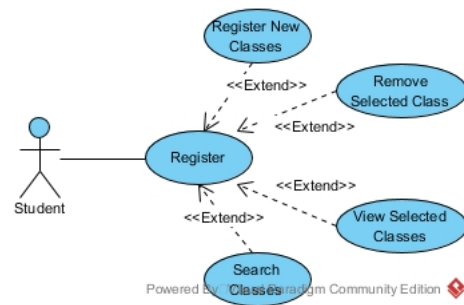 Register New
Classes
<<Extend>>
Remove
Selected Class
<<Extend>>
Register
<<Extend>>
Student
<<Extend>>
View Selected
Classes
Search
Classes
Powered By Visual Paradigm Community Edition